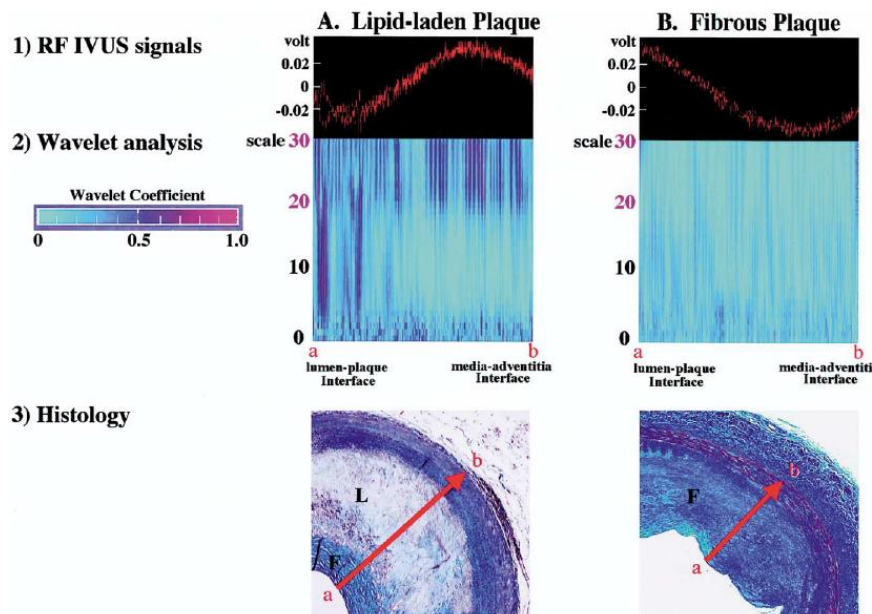 A. Lipid-laden Plaque
B. Fibrous Plaque
1) RF IVUS signals
volt
0.02
0
-0.02
volt
0.02
0
-0.02
2) Wavelet analysis
scale 30
20
10
0
scale 30
20
10
0
Wavelet Coefficient
0 0.5 1.0
a b
lumen-plaque Interface
media-adventitia Interface
a b
lumen-plaque Interface
media-adventitia Interface
3) Histology
b
L
F
a
b
F
a